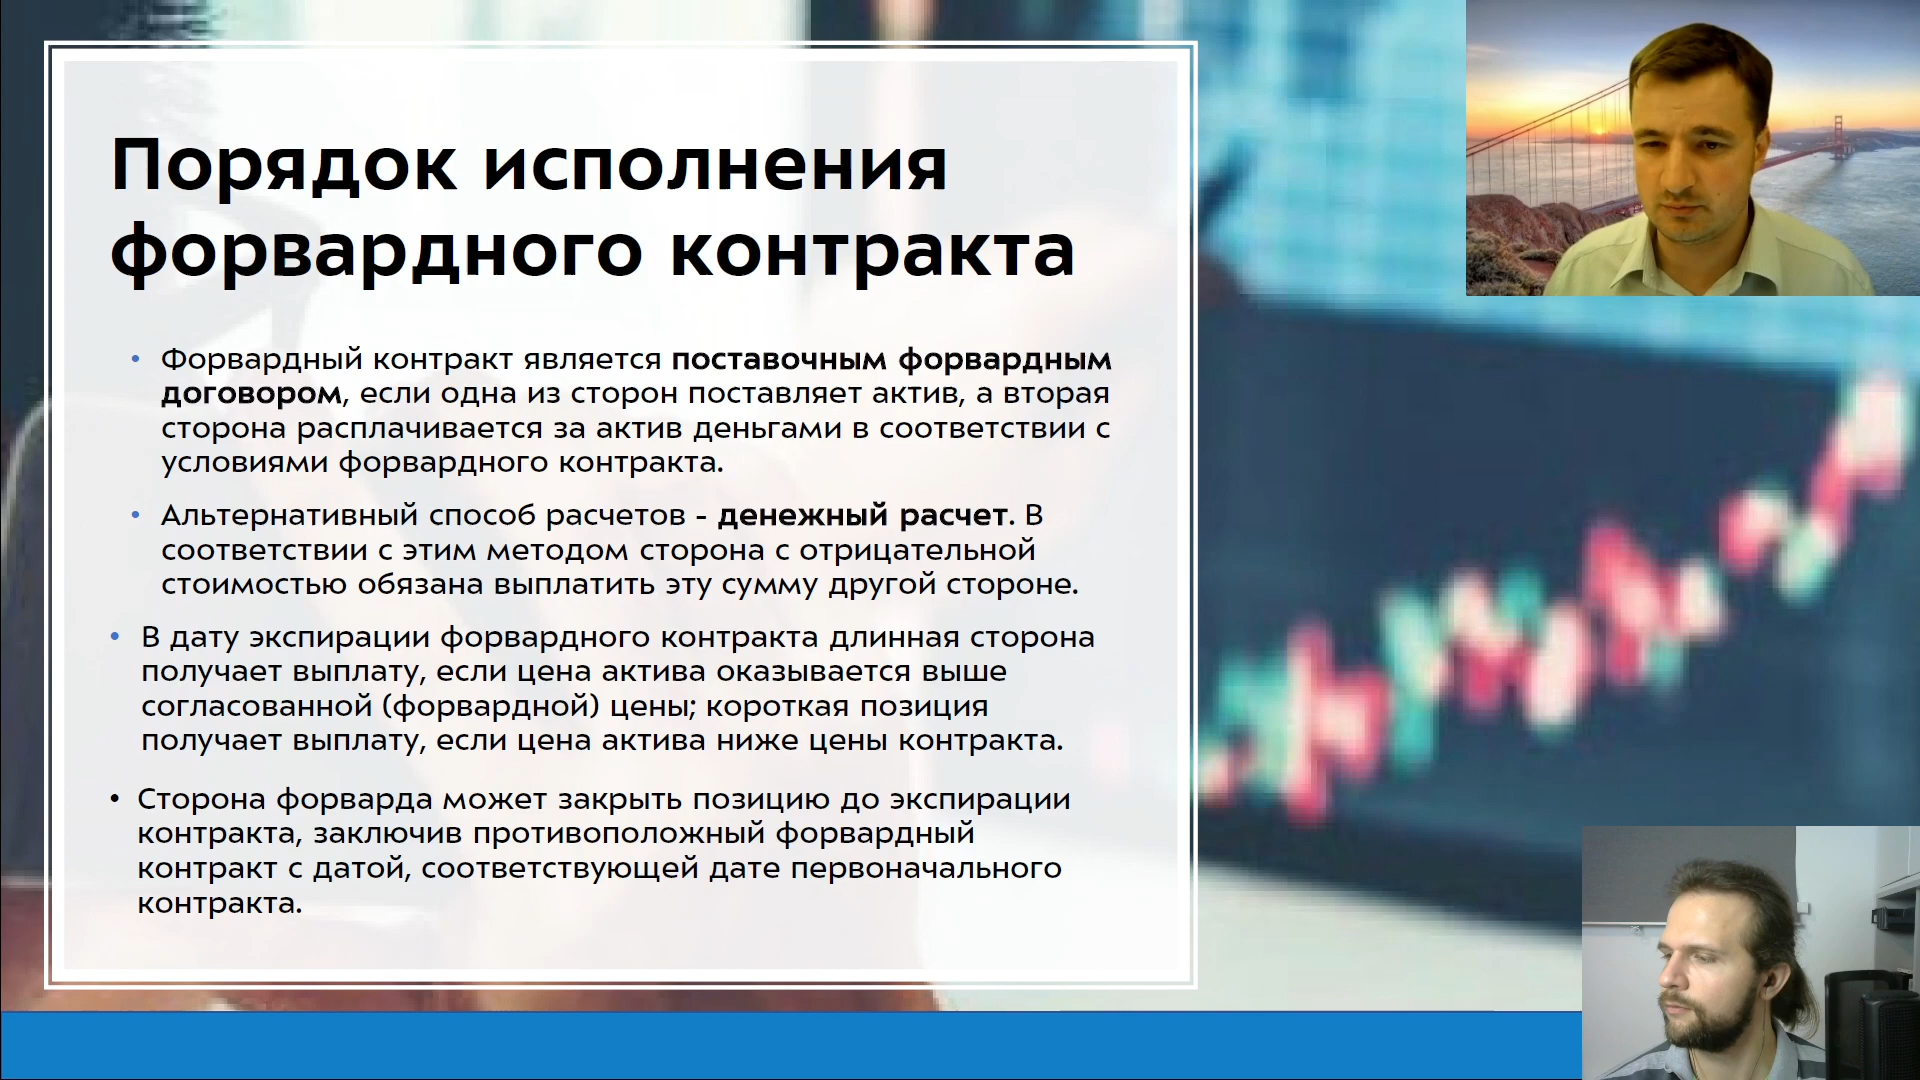 Порядок исполнения
форвардного контракта
• Форвардный контракт является поставочным форвардным
договором, если одна из сторон поставляет актив, а вторая
сторона расплачивается за актив деньгами в соответствии с
условиями форвардного контракта.
• Альтернативный способ расчетов - денежный расчет. В
соответствии с этим методом сторона с отрицательной
стоимостью обязана выплатить эту сумму другой стороне.
• В дату экспирации форвардного контракта длинная сторона
получает выплату, если цена актива оказывается выше
согласованной (форвардной) цены; короткая позиция
получает выплату, если цена актива ниже цены контракта.
• Сторона форварда может закрыть позицию до экспирации
контракта, заключив противоположный форвардный
контракт с датой, соответствующей дате первоначального
контракта.